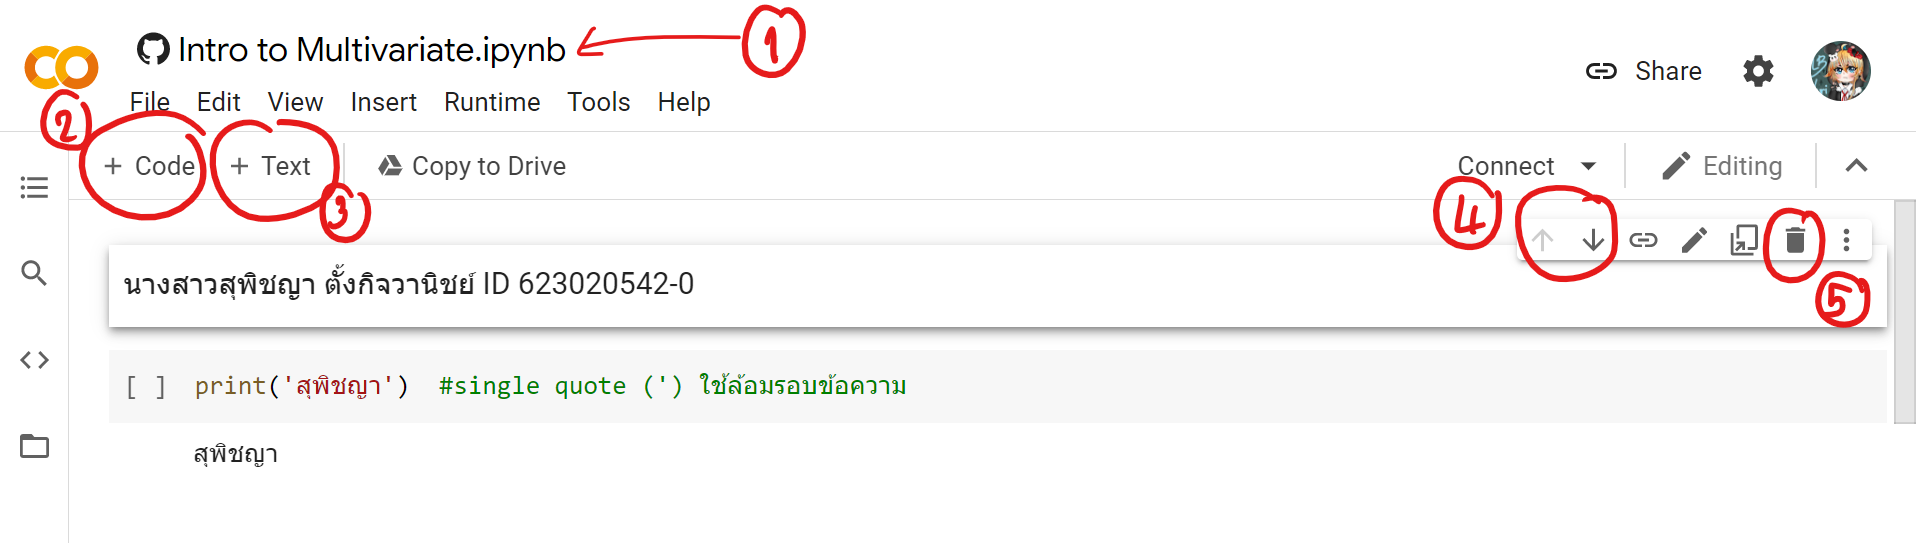 Intro to Multivariate.ipynb
1
Share
File Edit View Insert Runtime Tools Help
2
+ Code + Text Copy to Drive
3
Connect Editing
4
นางสาวสุพิชญา ตั้งกิจวานิชย์ ID 623020542-0
5
[ ] print('สุพิชญา') #single quote (') ใช้ล้อมรอบข้อความ
สุพิชญา